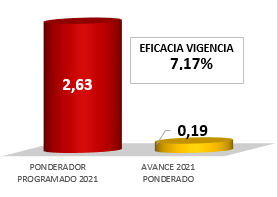 EFICACIA VIGENCIA
7,17%
2,63
0,19
PONDERADOR
PROGRAMADO 2021
AVANCE 2021
PONDERADO